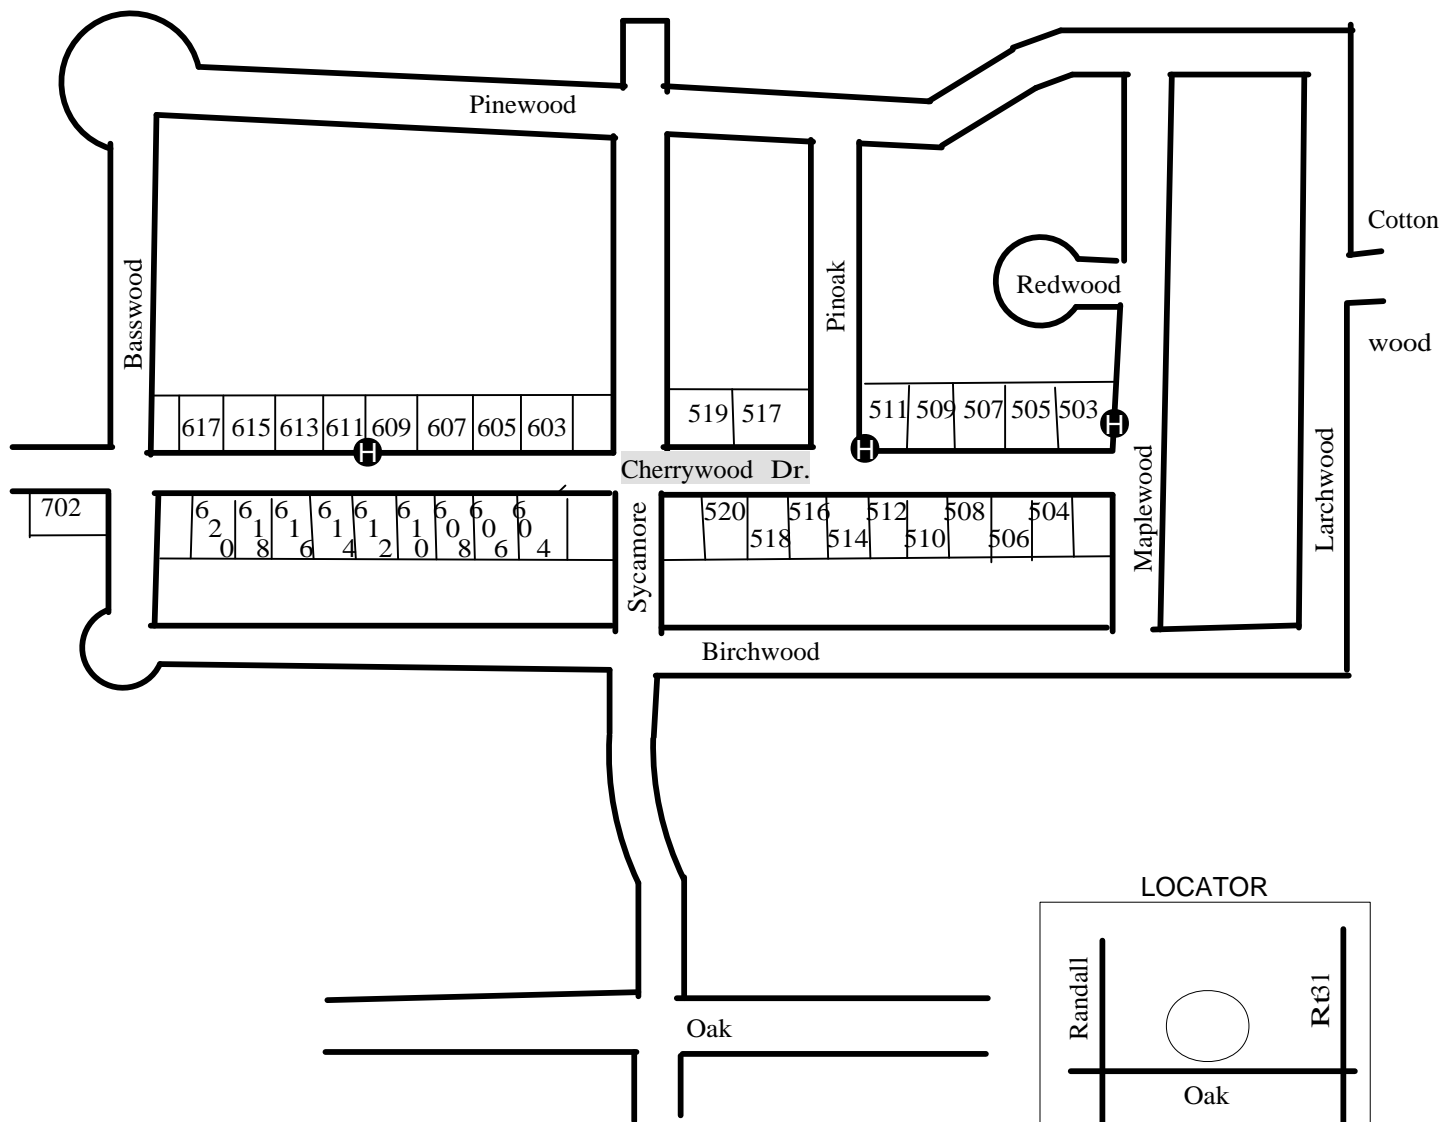 Pinewood
Cotton
wood
Redwood
Basswood
Pinoak
617 615 613 611 609 607 605 603
519 517
511 509 507 505 503
H
H
H
Cherrywood Dr.
702
620 618 616 614 612 610 608 606 604
520 518 516 514 512 510 508 506 504
Sycamore
Maplewood
Larchwood
Birchwood
Oak
LOCATOR
Randall
Rt31
Oak